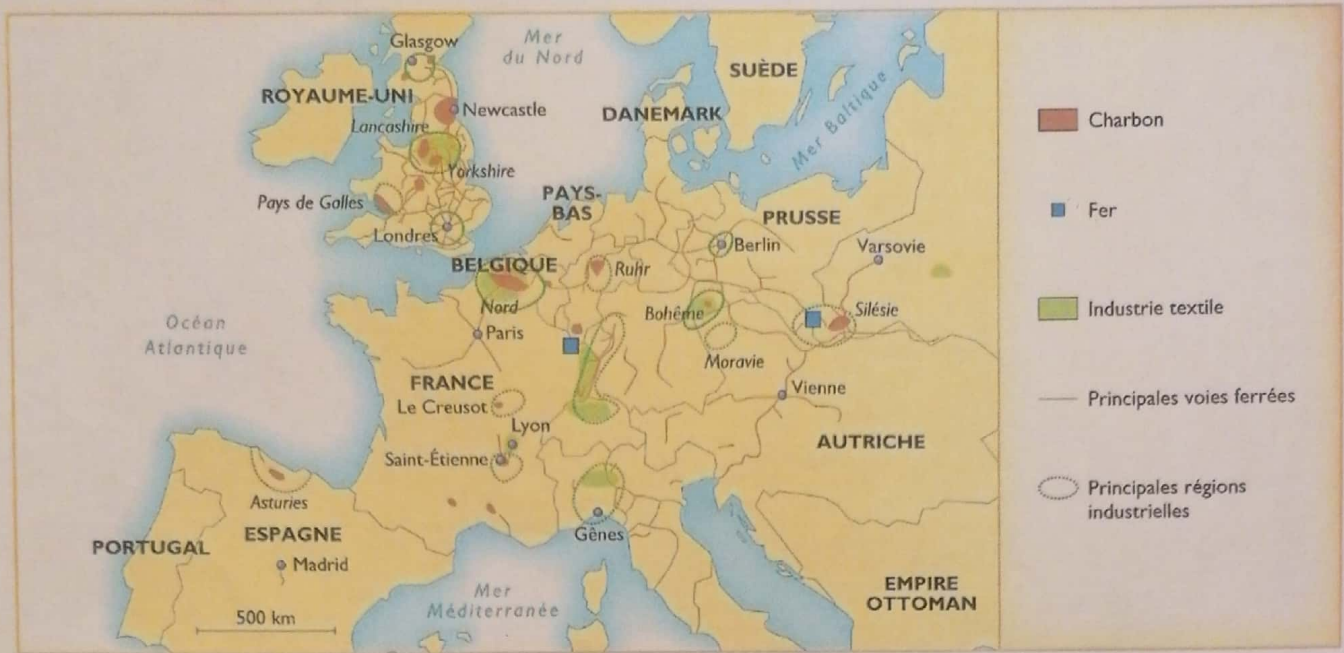 Glasgow
Mer
du Nord
SUÈDE
ROYAUME-UNI
Newcastle
DANEMARK
Lancashire
Mer Baltique
Yorkshire
Pays de Galles
PAYS-
BAS
PRUSSE
Londres
Berlin
Varsovie
BELGIQUE
Ruhr
Nord
Bohême
Silésie
Océan
Atlantique
Paris
Moravie
FRANCE
Vienne
Le Creusot
Lyon
AUTRICHE
Saint-Étienne
Asturies
ESPAGNE
Gênes
PORTUGAL
Madrid
Mer
Méditerranée
EMPIRE
OTTOMAN
500 km
Charbon
Fer
Industrie textile
Principales voies ferrées
Principales régions
industrielles